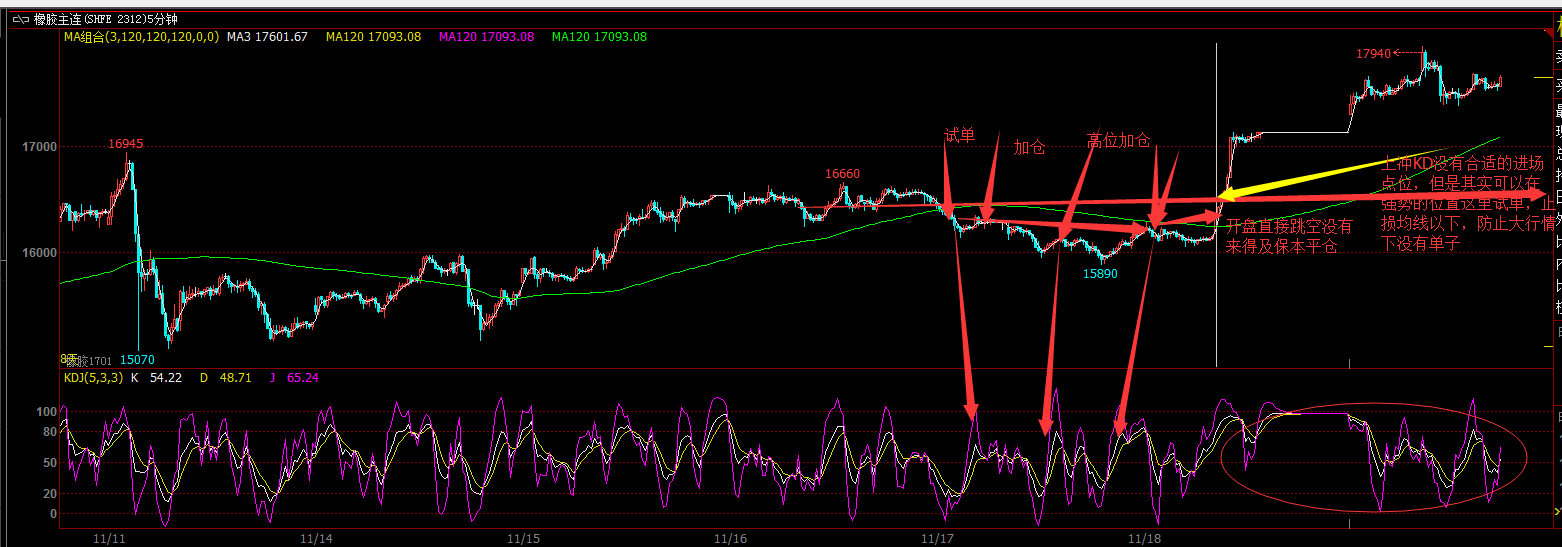 橡胶主连(SHFE 2312)5分钟
MA组合(3,120,120,120,0,0) MA3 17601.67 MA120 17093.08 MA120 17093.08 MA120 17093.08
17940
16945
17000
试单
加仓
高位加仓
16660
上冲KD没有合适的进场
点位，但是其实可以在
强势的位置这里试单，止
损均线以下，防止大行情
下没有单子
开盘直接跳空没有
来得及保本平仓
16000
15890
橡胶1701
15070
KDJ(5,3,3) K 54.22 D 48.71 J 65.24
100
80
50
20
0
11/11 11/14 11/15 11/16 11/17 11/18